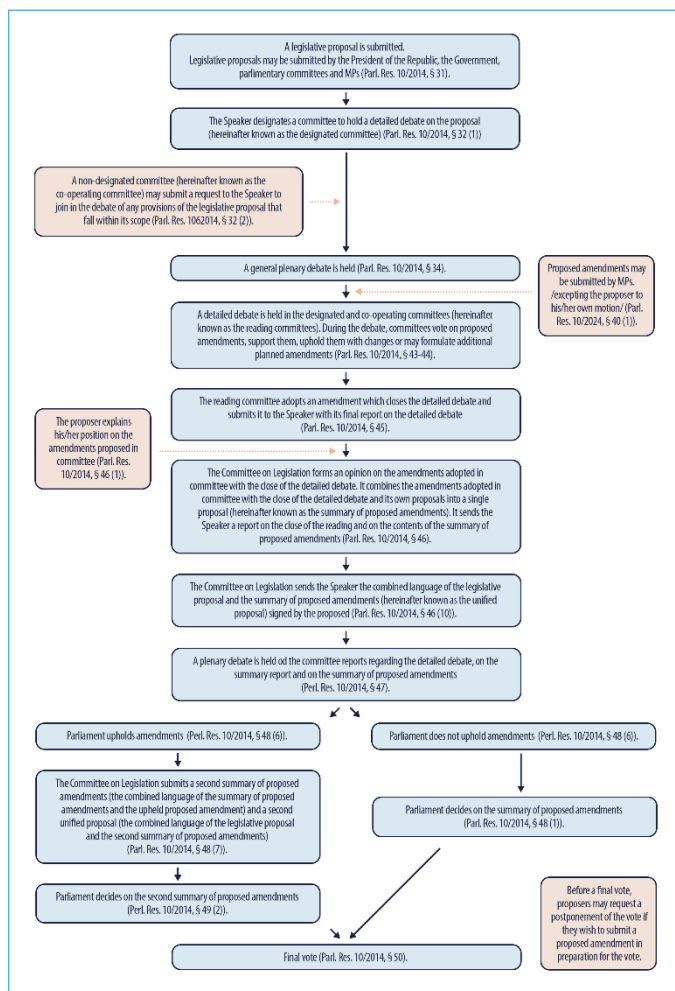 A legislative proposal is submitted.
Legislative proposals may be submitted by the President of the Republic, the Government,
parlimentary committees and MPs (Parl. Res. 10/2014, § 31).
The Speaker designates a committee to hold a detailed debate on the proposal
(hereinafter known as the designated committee) (Parl. Res. 10/2014, § 32 (1))
A non-designated committee (hereinafter known as the
co-operating committee) may submit a request to the Speaker to
join in the debate of any provisions of the legislative proposal that
fall within its scope (Parl. Res. 1062014, § 32 (2)).
A general plenary debate is held (Parl. Res. 10/2014, § 34).
Proposed amendments may
be submitted by MPs.
/excepting the proposer to
his/her own motion/ (Parl.
Res. 10/2024, § 40 (1)).
A detailed debate is held in the designated and co-operating committees (hereinafter
known as the reading committees). During the debate, committees vote on proposed
amendments, support them, uphold them with changes or may formulate additional
planned amendments (Parl. Res. 10/2014, § 43-44).
The reading committee adopts an amendment which closes the detailed debate and
submits it to the Speaker with its final report on the detailed debate
(Parl. Res. 10/2014, § 45).
The proposer explains
his/her position on the
amendments proposed in
committee (Parl. Res.
10/2014, § 46 (1)).
The Committee on Legislation forms an opinion on the amendments adopted in
committee with the close of the detailed debate. It combines the amendments adopted in
committee with the close of the detailed debate and its own proposals into a single
proposal (hereinafter known as the summary of proposed amendments). It sends the
Speaker a report on the close of the reading and on the contents of the summary of
proposed amendments (Parl. Res. 10/2014, § 46).
The Committee on Legislation sends the Speaker the combined language of the legislative
proposal and the summary of proposed amendments (hereinafter known as the unified
proposal) signed by the proposed (Parl. Res. 10/2014, § 46 (10)).
A plenary debate is held od the committee reports regarding the detailed debate, on the
summary report and on the summary of proposed amendments
(Perl. Res. 10/2014, § 47).
Parliament upholds amendments (Perl. Res. 10/2014, § 48 (6)).
Parliament does not uphold amendments (Perl. Res. 10/2014, § 48 (6)).
The Committee on Legislation submits a second summary of proposed
amendments (the combined language of the summary of proposed
amendments and the upheld proposed amendment) and a second
unified proposal (the combined language of the legislative proposal
and the second summary of proposed amendments)
(Parl. Res. 10/2014, § 48 (7)).
Parliament decides on the summary of proposed amendments
(Parl. Res. 10/2014, § 48 (1)).
Parliament decides on the second summary of proposed amendments
(Perl. Res. 10/2014, § 49 (2)).
Before a final vote,
proposers may request a
postponement of the vote if
they wish to submit a
proposed amendment in
preparation for the vote.
Final vote (Parl. Res. 10/2014, § 50).